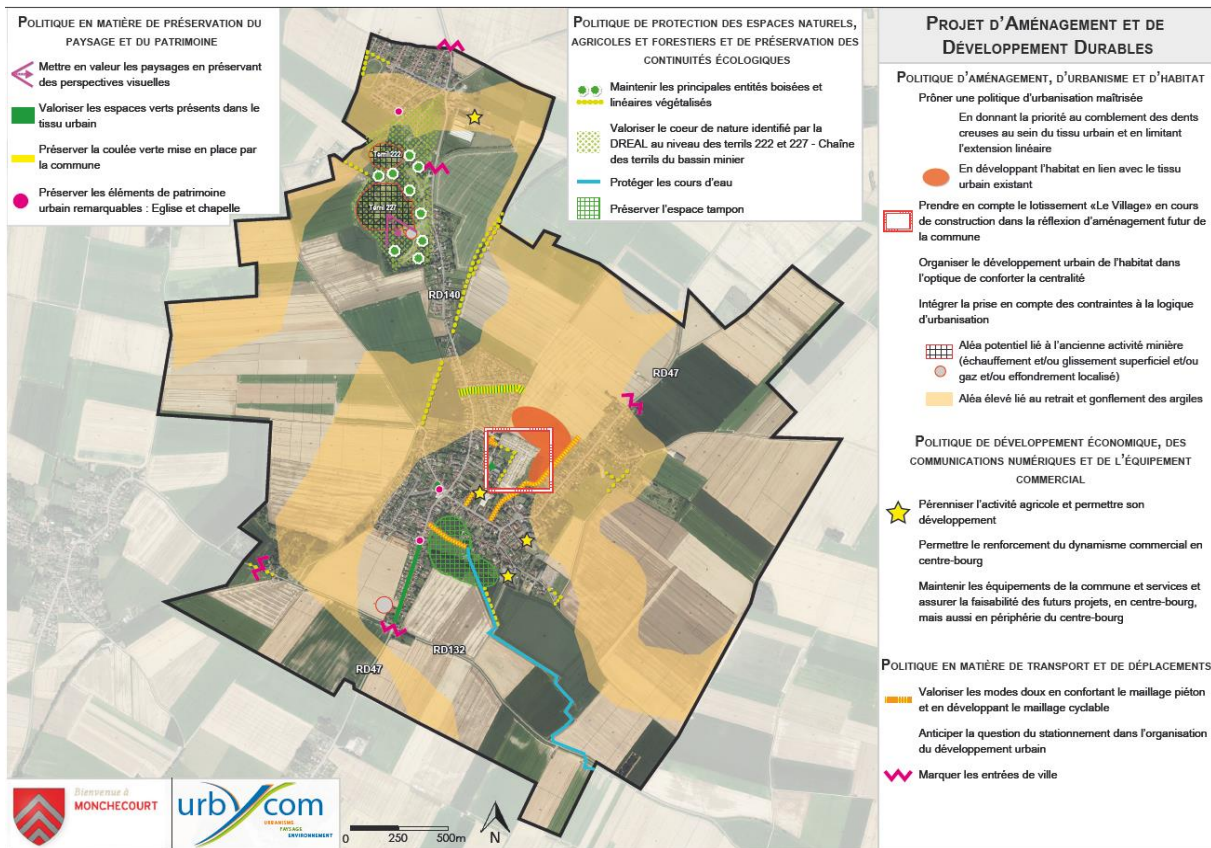 POLITIQUE EN MATIÈRE DE PRÉSERVATION DU
PAYSAGE ET DU PATRIMOINE
Mettre en valeur les paysages en préservant
des perspectives visuelles
Valoriser les espaces verts présents dans le
tissu urbain
Préserver la coulée verte mise en place par
la commune
Préserver les éléments de patrimoine
urbain remarquables : Eglise et chapelle
POLITIQUE DE PROTECTION DES ESPACES NATURELS,
AGRICOLES ET FORESTIERS ET DE PRÉSERVATION DES
CONTINUITÉS ÉCOLOGIQUES
Maintenir les principales entités boisées et
linéaires végétalisés
Valoriser le coeur de nature identifié par la
DREAL au niveau des terrils 222 et 227 - Chaîne
des terrils du bassin minier
Protéger les cours d'eau
Préserver l'espace tampon
PROJET D'AMÉNAGEMENT ET DE
DÉVELOPPEMENT DURABLES
POLITIQUE D'AMÉNAGEMENT, D'URBANISME ET D'HABITAT
Prôner une politique d'urbanisation maîtrisée
En donnant la priorité au comblement des dents
creuses au sein du tissu urbain et en limitant
l'extension linéaire
En développant l'habitat en lien avec le tissu
urbain existant
Prendre en compte le lotissement «Le Village» en cours
de construction dans la réflexion d'aménagement futur de
la commune
Organiser le développement urbain de l'habitat dans
l'optique de conforter la centralité
Intégrer la prise en compte des contraintes à la logique
d'urbanisation
Aléa potentiel lié à l'ancienne activité minière
(échauffement et/ou glissement superficiel et/ou
gaz et/ou effondrement localisé)
Aléa élevé lié au retrait et gonflement des argiles
POLITIQUE DE DÉVELOPPEMENT ÉCONOMIQUE, DES
COMMUNICATIONS NUMÉRIQUES ET DE L'ÉQUIPEMENT
COMMERCIAL
Pérenniser l'activité agricole et permettre son
développement
Permettre le renforcement du dynamisme commercial en
centre-bourg
Maintenir les équipements de la commune et services et
assurer la faisabilité des futurs projets, en centre-bourg,
mais aussi en périphérie du centre-bourg
POLITIQUE EN MATIÈRE DE TRANSPORT ET DE DÉPLACEMENTS
Valoriser les modes doux en confortant le maillage piéton
et en développant le maillage cyclable
Anticiper la question du stationnement dans l'organisation
du développement urbain
Marquer les entrées de ville
Terril 222
Terril 227
RD140
RD47
RD132
RD47
Bienvenue à
MONCHECOURT
urbycom
URBANISME
PAYSAGE
ENVIRONNEMENT
0 250 500m
N